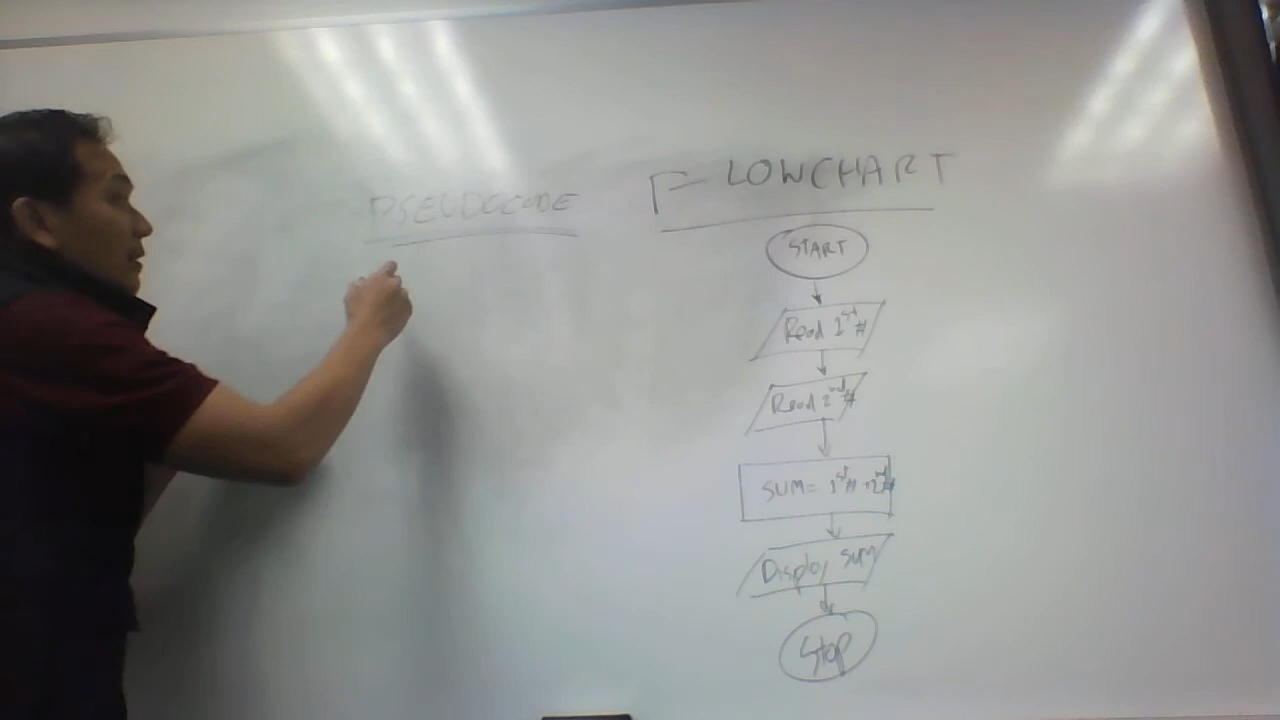 PSEUDOCODE
FLOWCHART
START
Read 1st #
Read 2nd #
SUM = 1st # + 2nd #
Display SUM
Stop